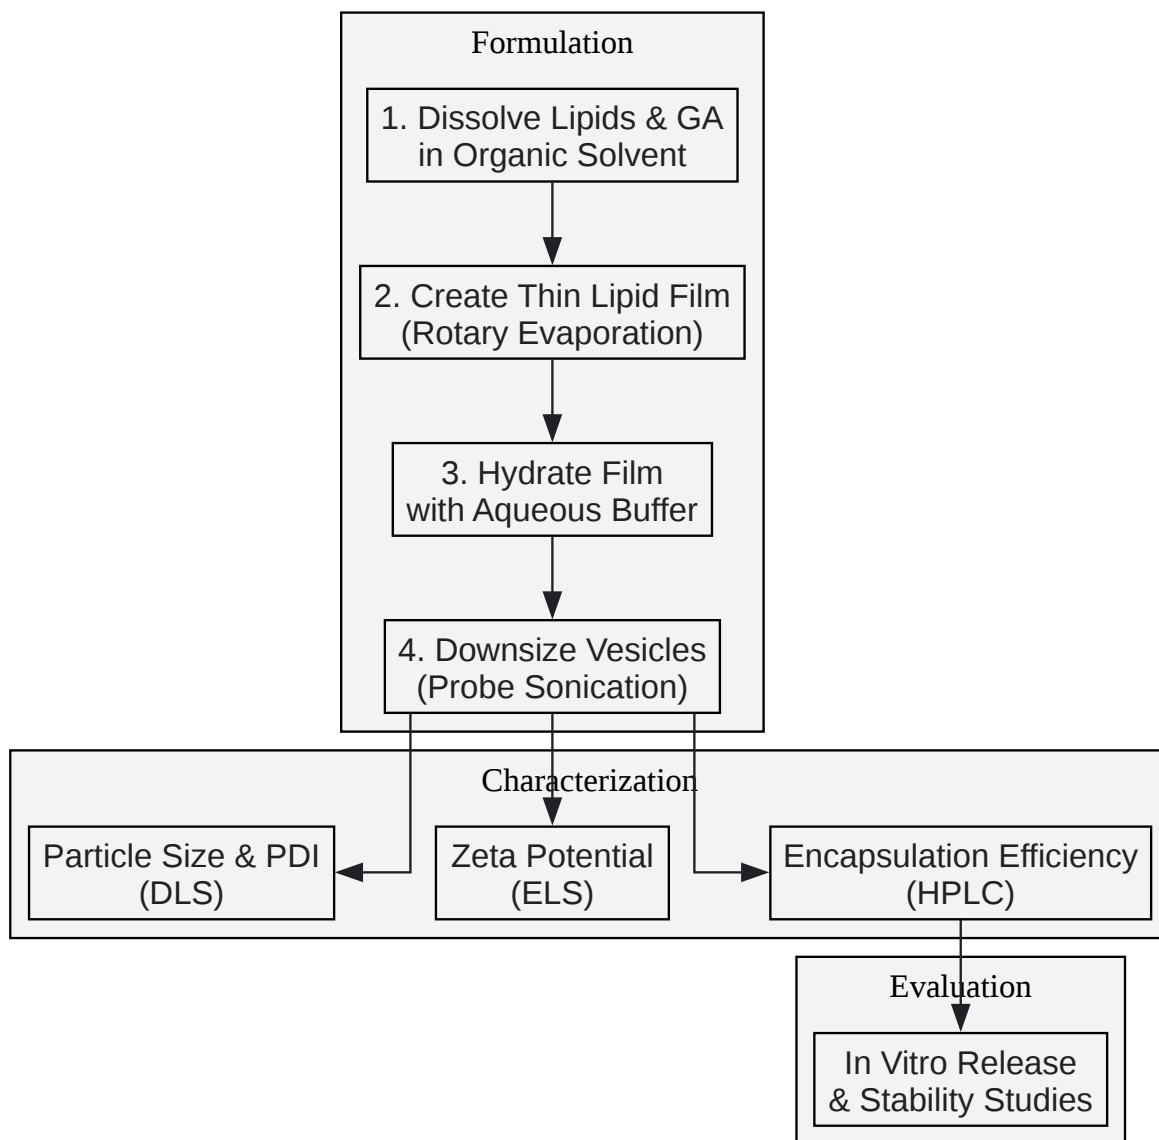 Formulation
1. Dissolve Lipids & GA
in Organic Solvent
2. Create Thin Lipid Film
(Rotary Evaporation)
3. Hydrate Film
with Aqueous Buffer
4. Downsize Vesicles
(Probe Sonication)
Characterization
Particle Size & PDI
(DLS)
Zeta Potential
(ELS)
Encapsulation Efficiency
(HPLC)
Evaluation
In Vitro Release
& Stability Studies